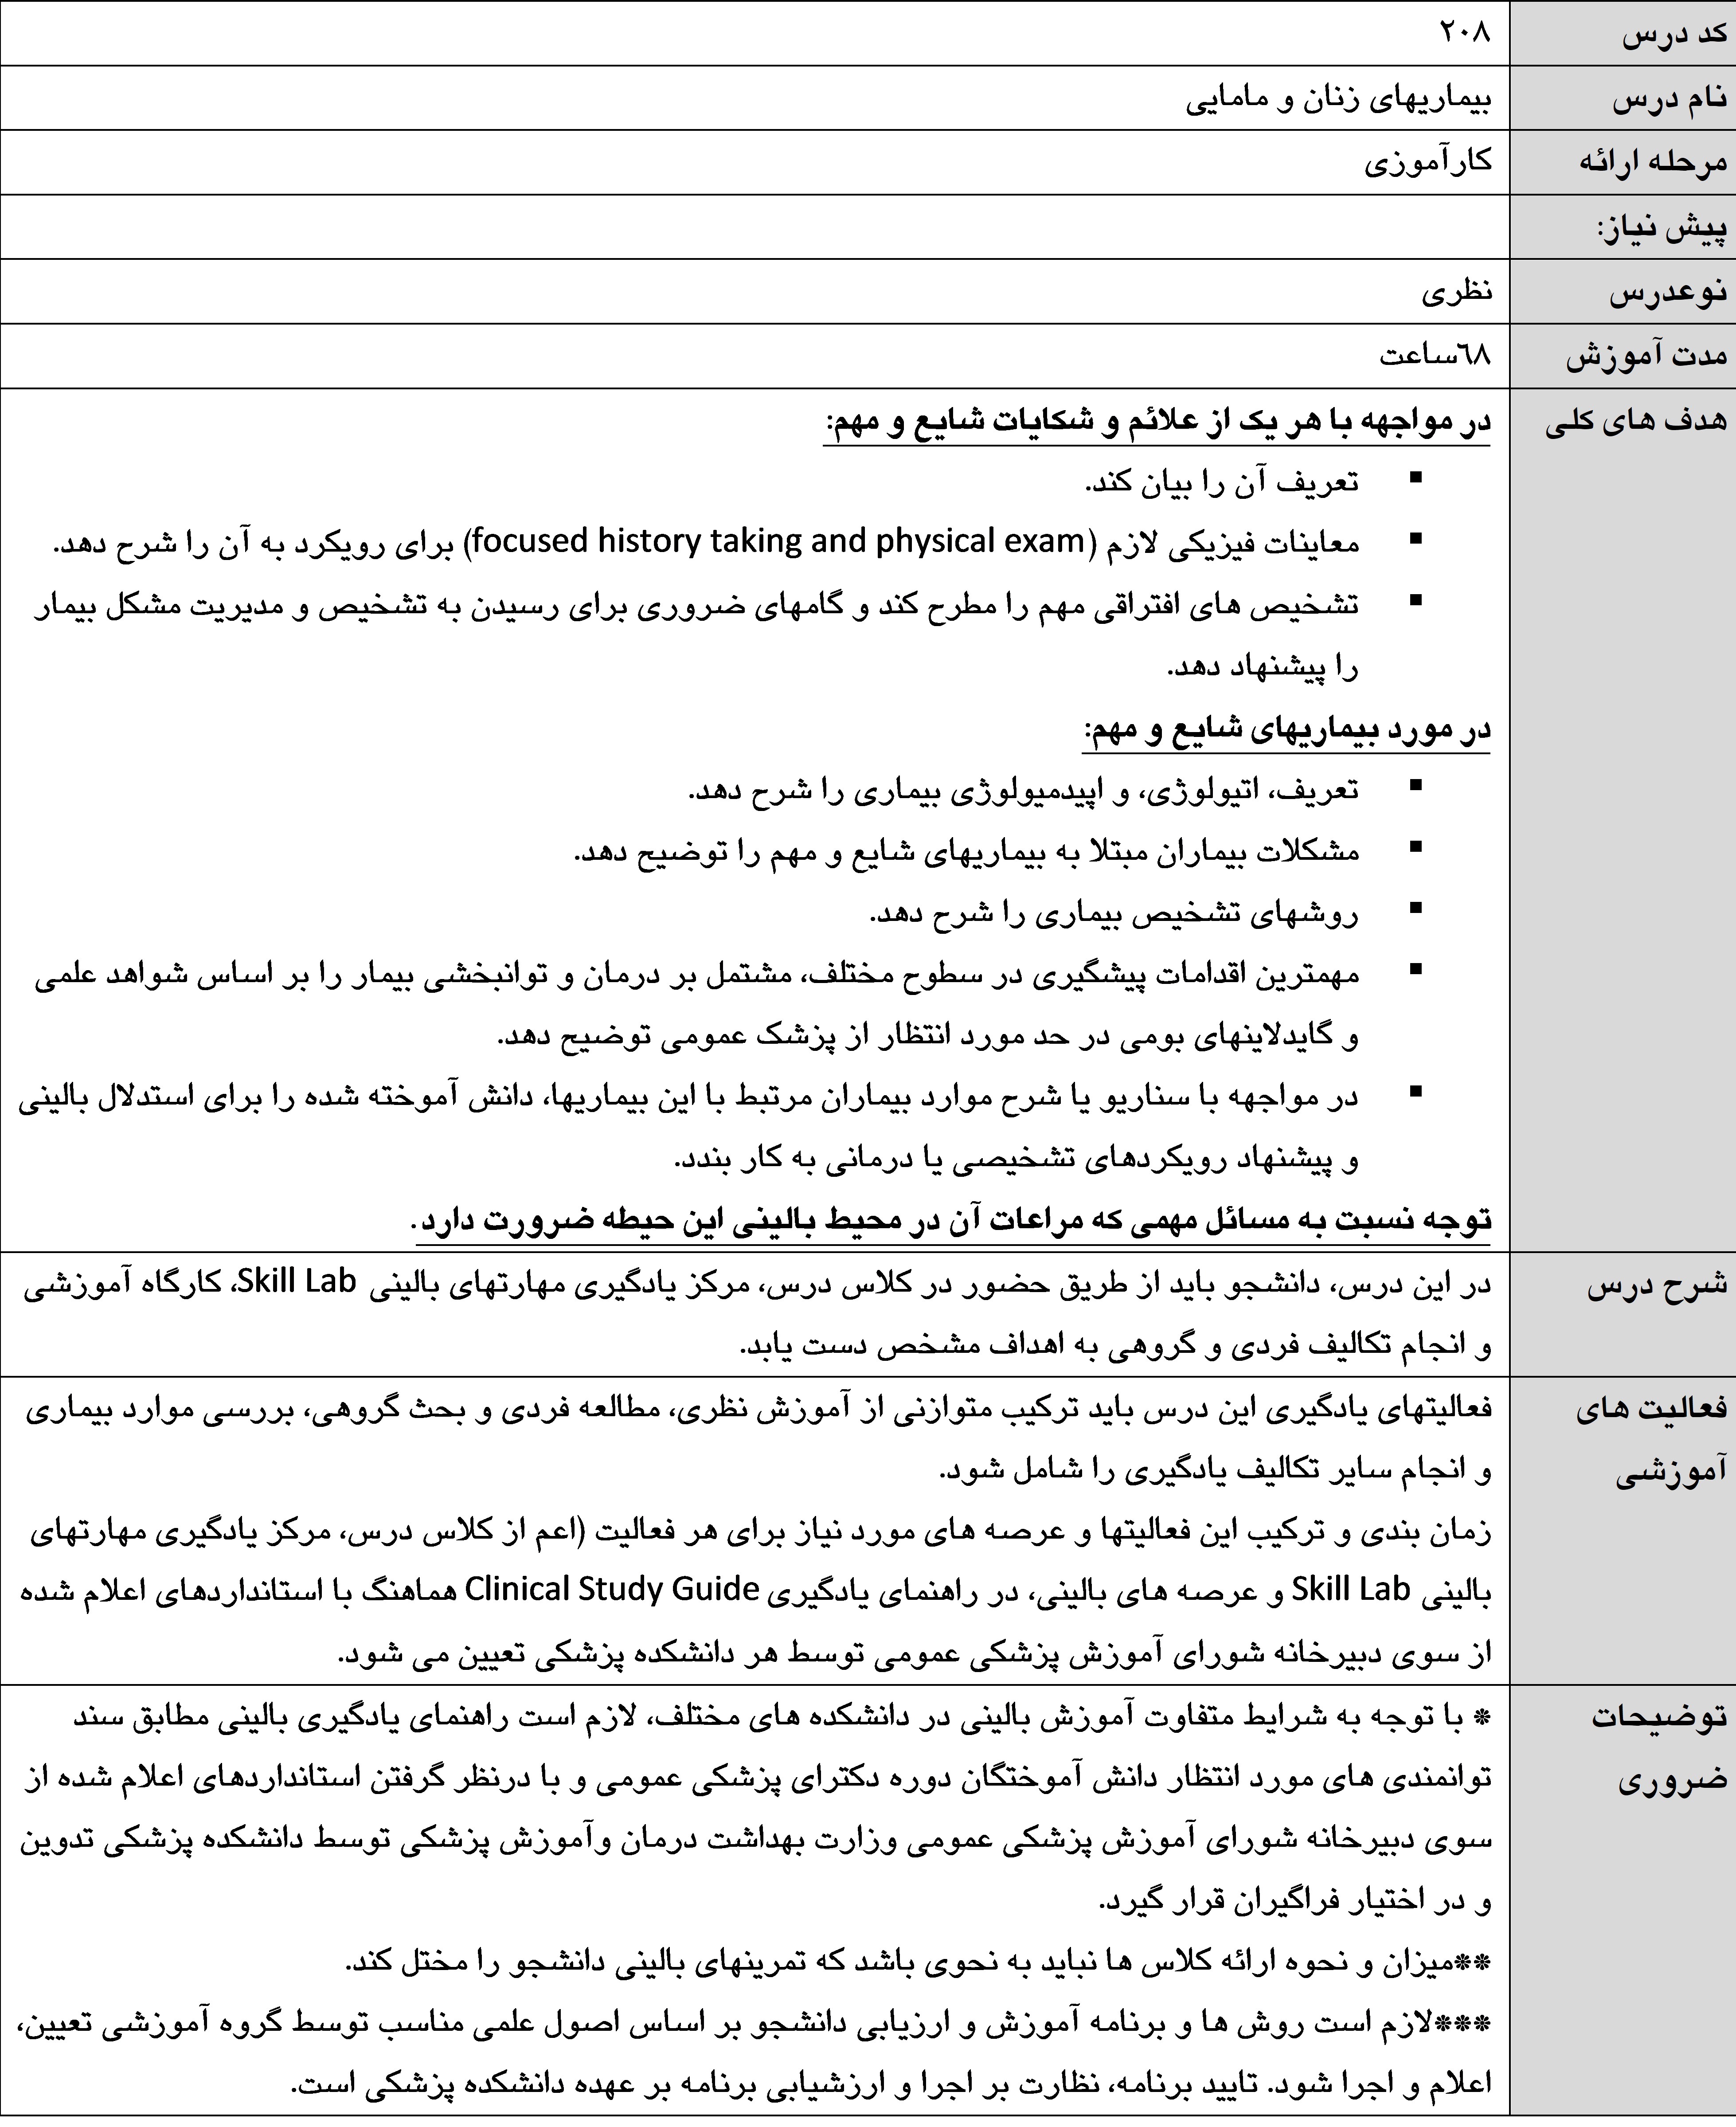 کد درس ۲۰۸
نام درس بیماریهای زنان و مامایی
مرحله ارائه کارآموزی
پیش نیاز:
نوعدرس نظری
مدت آموزش ۶۸ساعت
هدف های کلی در مواجهه با هر یک از علائم و شکایات شایع و مهم:
▪ تعریف آن را بیان کند.
▪ معاینات فیزیکی لازم (focused history taking and physical exam) برای رویکرد به آن را شرح دهد.
▪ تشخیص های افتراقی مهم را مطرح کند و گامهای ضروری برای رسیدن به تشخیص و مدیریت مشکل بیمار
را پیشنهاد دهد.
در مورد بیماریهای شایع و مهم:
▪ تعریف، اتیولوژی، و اپیدمیولوژی بیماری را شرح دهد.
▪ مشکلات بیماران مبتلا به بیماریهای شایع و مهم را توضیح دهد.
▪ روشهای تشخیص بیماری را شرح دهد.
▪ مهمترین اقدامات پیشگیری در سطوح مختلف، مشتمل بر درمان و توانبخشی بیمار را بر اساس شواهد علمی
و گایدلاینهای بومی در حد مورد انتظار از پزشک عمومی توضیح دهد.
▪ در مواجهه با سناریو یا شرح موارد بیماران مرتبط با این بیماریها، دانش آموخته شده را برای استدلال بالینی
و پیشنهاد رویکردهای تشخیصی یا درمانی به کار بندد.
توجه نسبت به مسائل مهمی که مراعات آن در محیط بالینی این حیطه ضرورت دارد.
شرح درس در این درس، دانشجو باید از طریق حضور در کلاس درس، مرکز یادگیری مهارتهای بالینی Skill Lab، کارگاه آموزشی
و انجام تکالیف فردی و گروهی به اهداف مشخص دست یابد.
فعالیت های فعالیتهای یادگیری این درس باید ترکیب متوازنی از آموزش نظری، مطالعه فردی و بحث گروهی، بررسی موارد بیماری
آموزشی و انجام سایر تکالیف یادگیری را شامل شود.
زمان بندی و ترکیب این فعالیتها و عرصه های مورد نیاز برای هر فعالیت (اعم از کلاس درس، مرکز یادگیری مهارتهای
بالینی Skill Lab و عرصه های بالینی، در راهنمای یادگیری Clinical Study Guide هماهنگ با استانداردهای اعلام شده
از سوی دبیرخانه شورای آموزش پزشکی عمومی توسط هر دانشکده پزشکی تعیین می شود.
توضیحات * با توجه به شرایط متفاوت آموزش بالینی در دانشکده های مختلف، لازم است راهنمای یادگیری بالینی مطابق سند
ضروری توانمندی های مورد انتظار دانش آموختگان دوره دکترای پزشکی عمومی و با درنظر گرفتن استانداردهای اعلام شده از
سوی دبیرخانه شورای آموزش پزشکی عمومی وزارت بهداشت درمان وآموزش پزشکی توسط دانشکده پزشکی تدوین
و در اختیار فراگیران قرار گیرد.
**میزان و نحوه ارائه کلاس ها نباید به نحوی باشد که تمرینهای بالینی دانشجو را مختل کند.
***لازم است روش ها و برنامه آموزش و ارزیابی دانشجو بر اساس اصول علمی مناسب توسط گروه آموزشی تعیین،
اعلام و اجرا شود. تایید برنامه، نظارت بر اجرا و ارزشیابی برنامه بر عهده دانشکده پزشکی است.